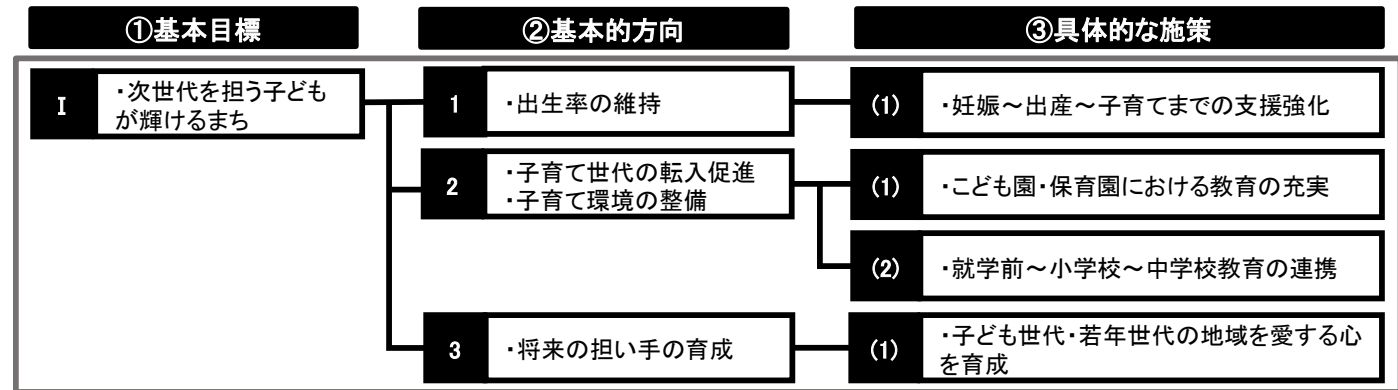 ①基本目標
②基本的方向
③具体的な施策
Ⅰ
・次世代を担う子ども
が輝けるまち
1
・出生率の維持
(1)
・妊娠～出産～子育てまでの支援強化
2
・子育て世代の転入促進
・子育て環境の整備
(1)
・こども園・保育園における教育の充実
(2)
・就学前～小学校～中学校教育の連携
3
・将来の担い手の育成
(1)
・子ども世代・若年世代の地域を愛する心
を育成